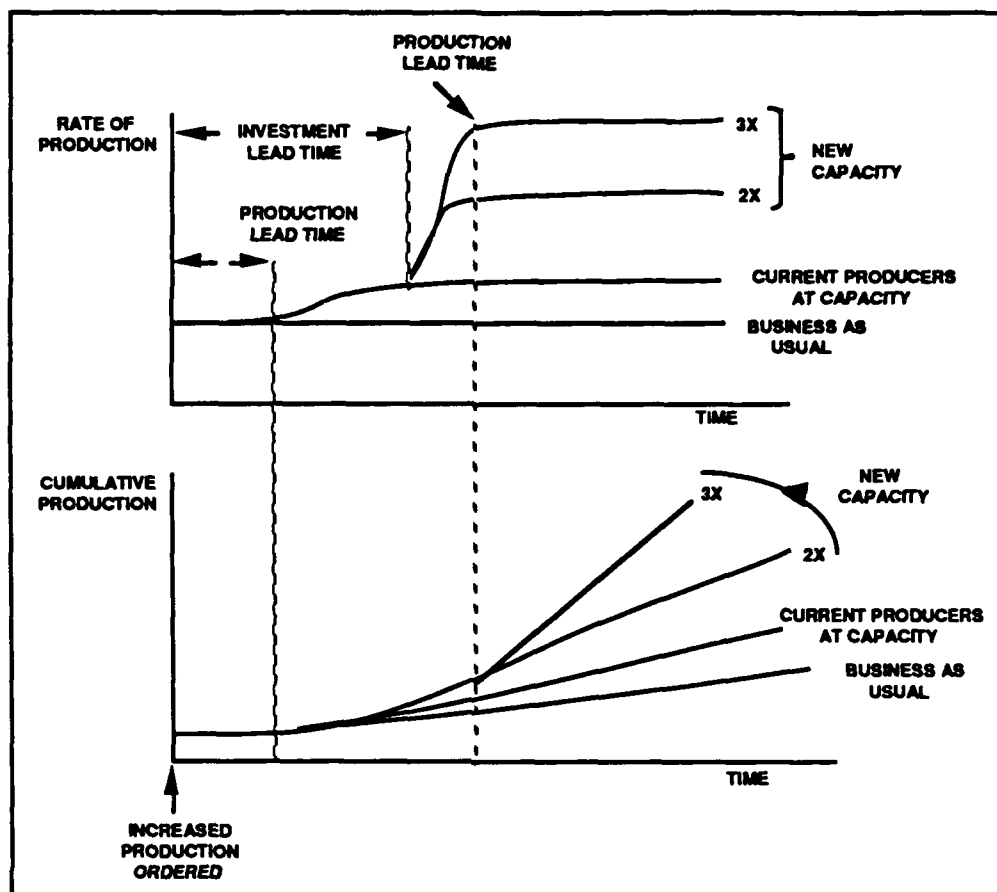 PRODUCTION
LEAD TIME
RATE OF
PRODUCTION
INVESTMENT
LEAD TIME
3X
NEW
CAPACITY
2X
PRODUCTION
LEAD TIME
CURRENT PRODUCERS
AT CAPACITY
BUSINESS AS
USUAL
TIME
CUMULATIVE
PRODUCTION
NEW
CAPACITY
3X
2X
CURRENT PRODUCERS
AT CAPACITY
BUSINESS AS
USUAL
TIME
INCREASED
PRODUCTION
ORDERED